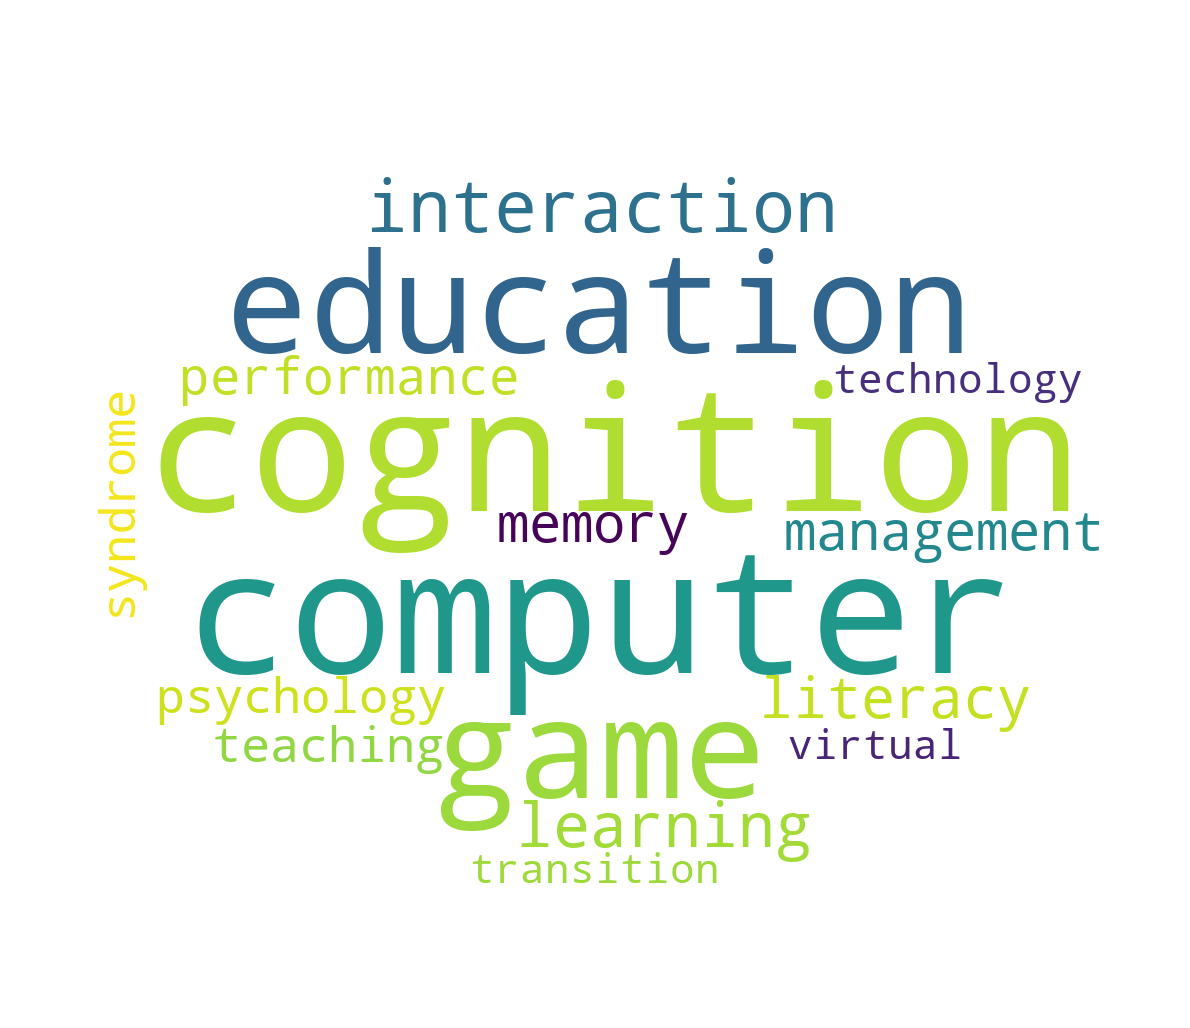 interaction
education
performance
technology
syndrome
cognition
memory
management
computer
psychology
literacy
teaching
game
virtual
learning
transition